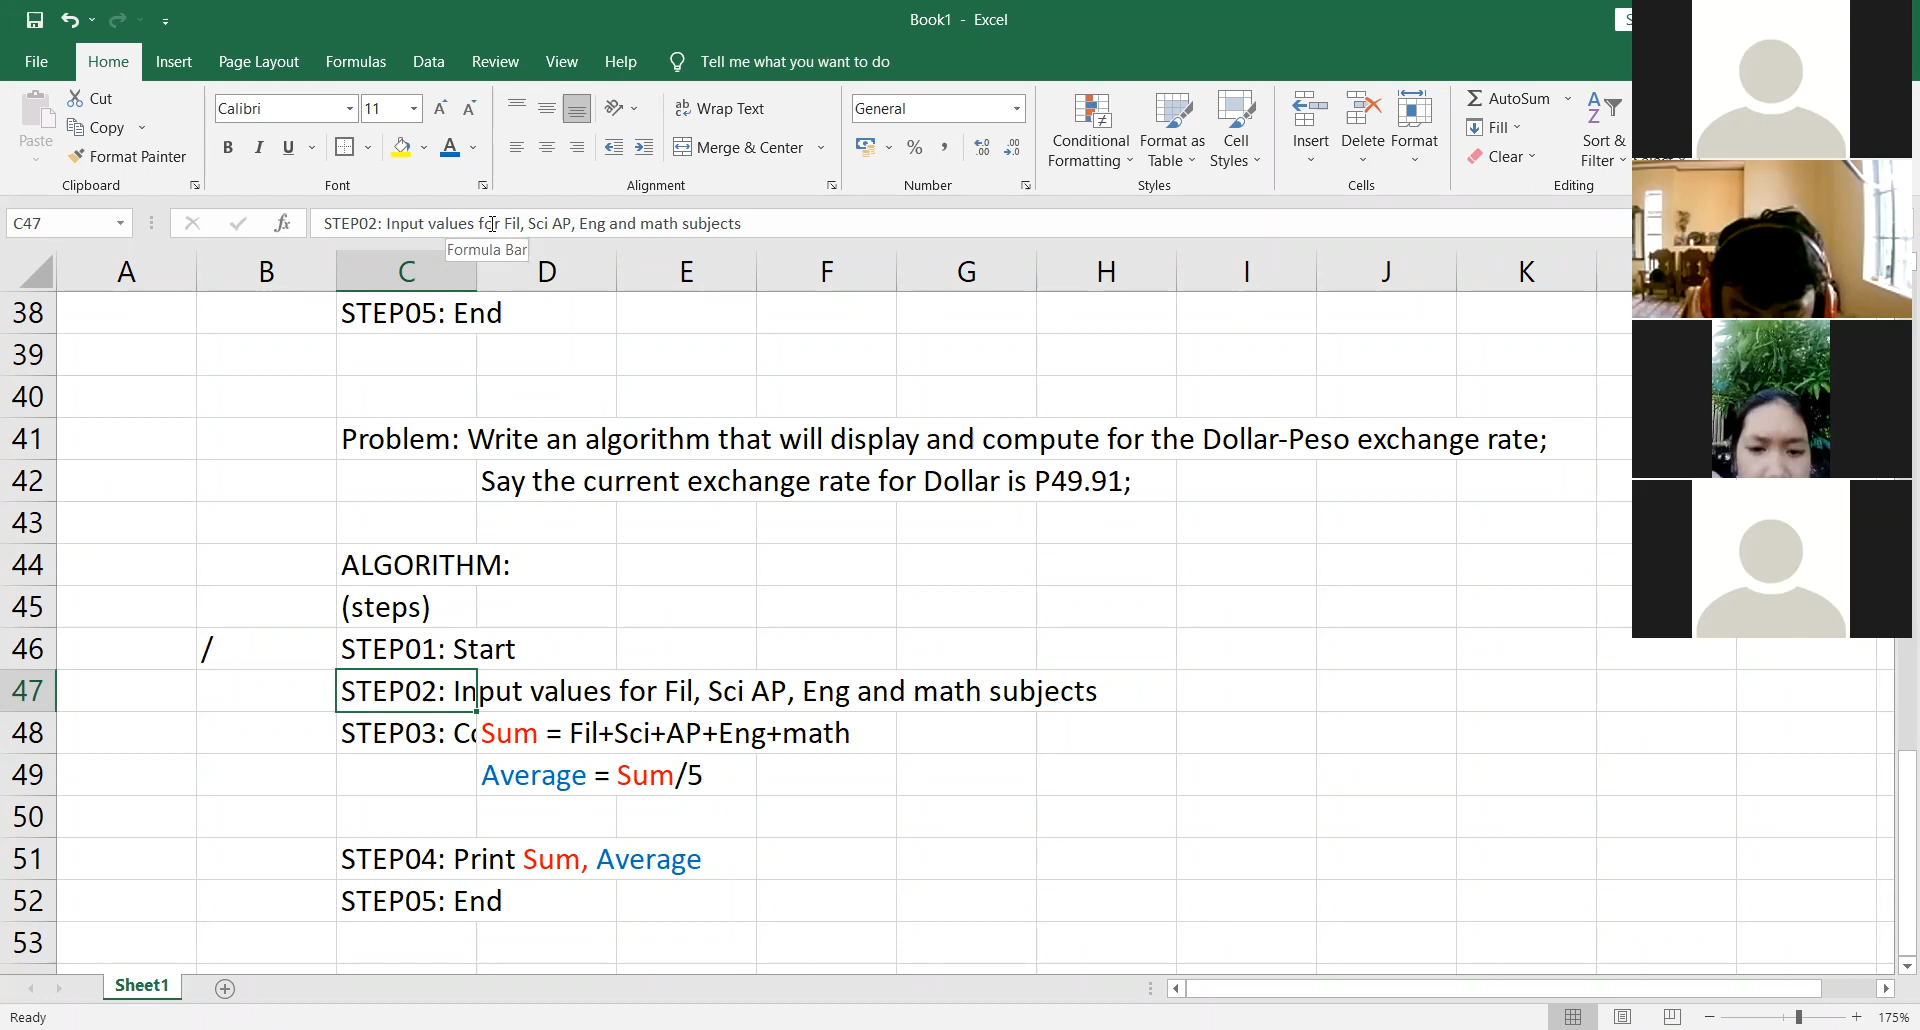 Book1 - Excel
File Home Insert Page Layout Formulas Data Review View Help Tell me what you want to do
Paste
Cut
Copy
Format Painter
Clipboard
Calibri 11
B I U
Font
Wrap Text
Merge & Center
Alignment
General
Number
Conditional Formatting
Format as Table
Cell Styles
Styles
Insert
Delete
Format
Cells
AutoSum
Fill
Clear
Sort & Filter
Editing
C47
fx
STEP02: Input values for Fil, Sci AP, Eng and math subjects
Formula Bar
A B C D E F G H I J K
38 STEP05: End
39
40
41 Problem: Write an algorithm that will display and compute for the Dollar-Peso exchange rate;
42 Say the current exchange rate for Dollar is P49.91;
43
44 ALGORITHM:
45 (steps)
46 / STEP01: Start
47 STEP02: Input values for Fil, Sci AP, Eng and math subjects
48 STEP03: Co Sum = Fil+Sci+AP+Eng+math
49 Average = Sum/5
50
51 STEP04: Print Sum, Average
52 STEP05: End
53
Sheet1
Ready
175%